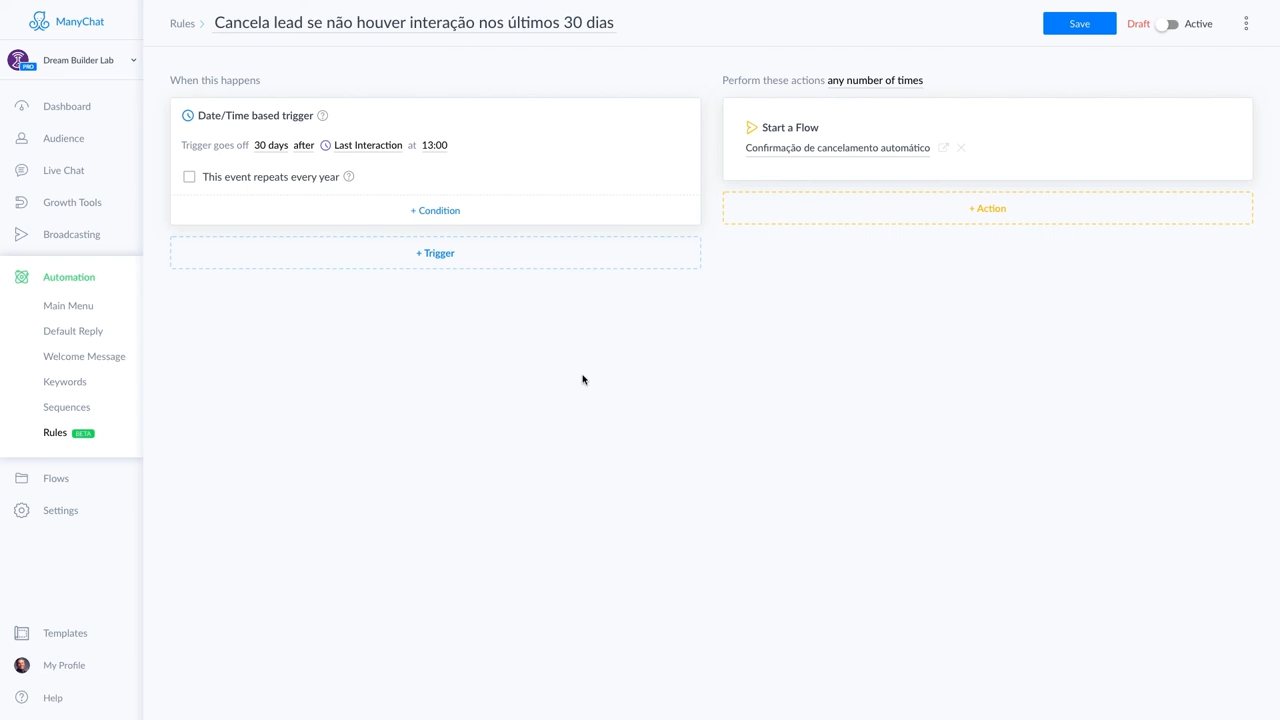 ManyChat
Rules
Cancela lead se não houver interação nos últimos 30 dias
Save
Draft
Active
PRO
Dream Builder Lab
When this happens
Perform these actions any number of times
Dashboard
Audience
Live Chat
Growth Tools
Broadcasting
Automation
Main Menu
Default Reply
Welcome Message
Keywords
Sequences
Rules BETA
Flows
Settings
Templates
My Profile
Help
Date/Time based trigger ?
Trigger goes off 30 days after Last Interaction at 13:00
This event repeats every year ?
+ Condition
+ Trigger
Start a Flow
Confirmação de cancelamento automático
+ Action